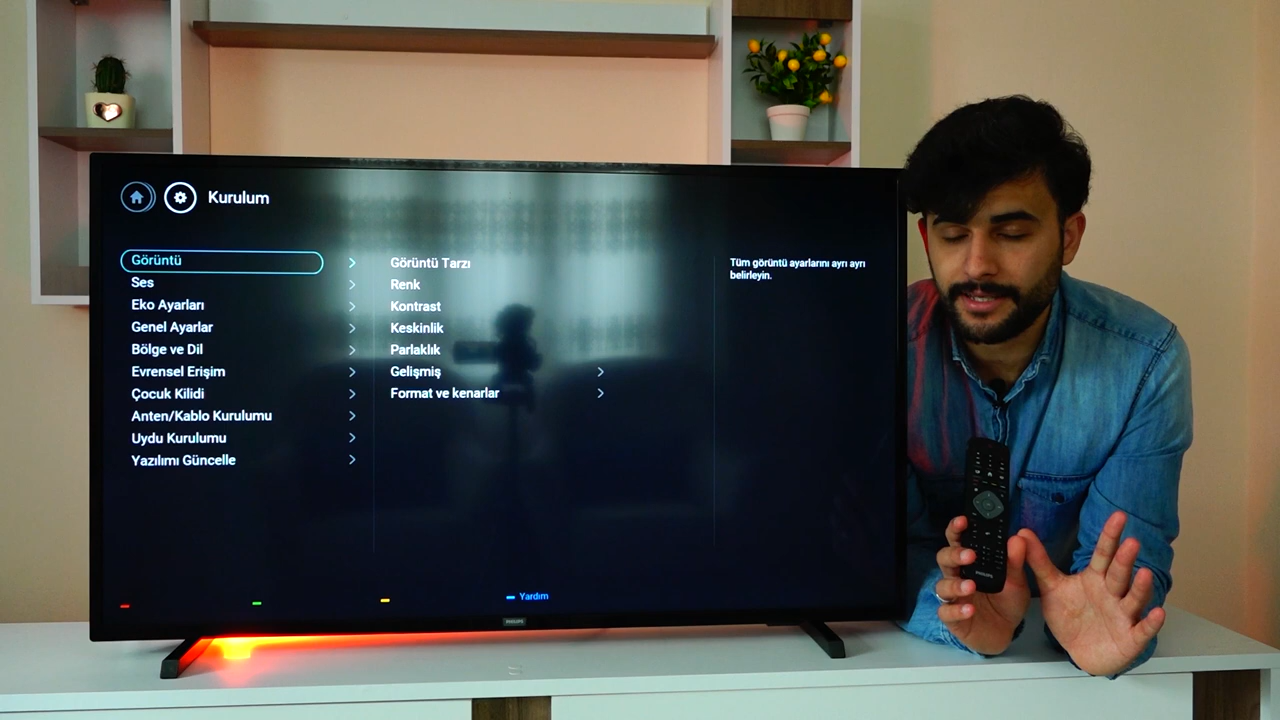 Kurulum
Görüntü
Ses
Eko Ayarları
Genel Ayarlar
Bölge ve Dil
Evrensel Erişim
Çocuk Kilidi
Anten/Kablo Kurulumu
Uydu Kurulumu
Yazılımı Güncelle
Görüntü Tarzı
Renk
Kontrast
Keskinlik
Parlaklık
Gelişmiş
Format ve kenarlar
Tüm görüntü ayarlarını ayrı ayrı
belirleyin.
Yardım
PHILIPS
PHILIPS